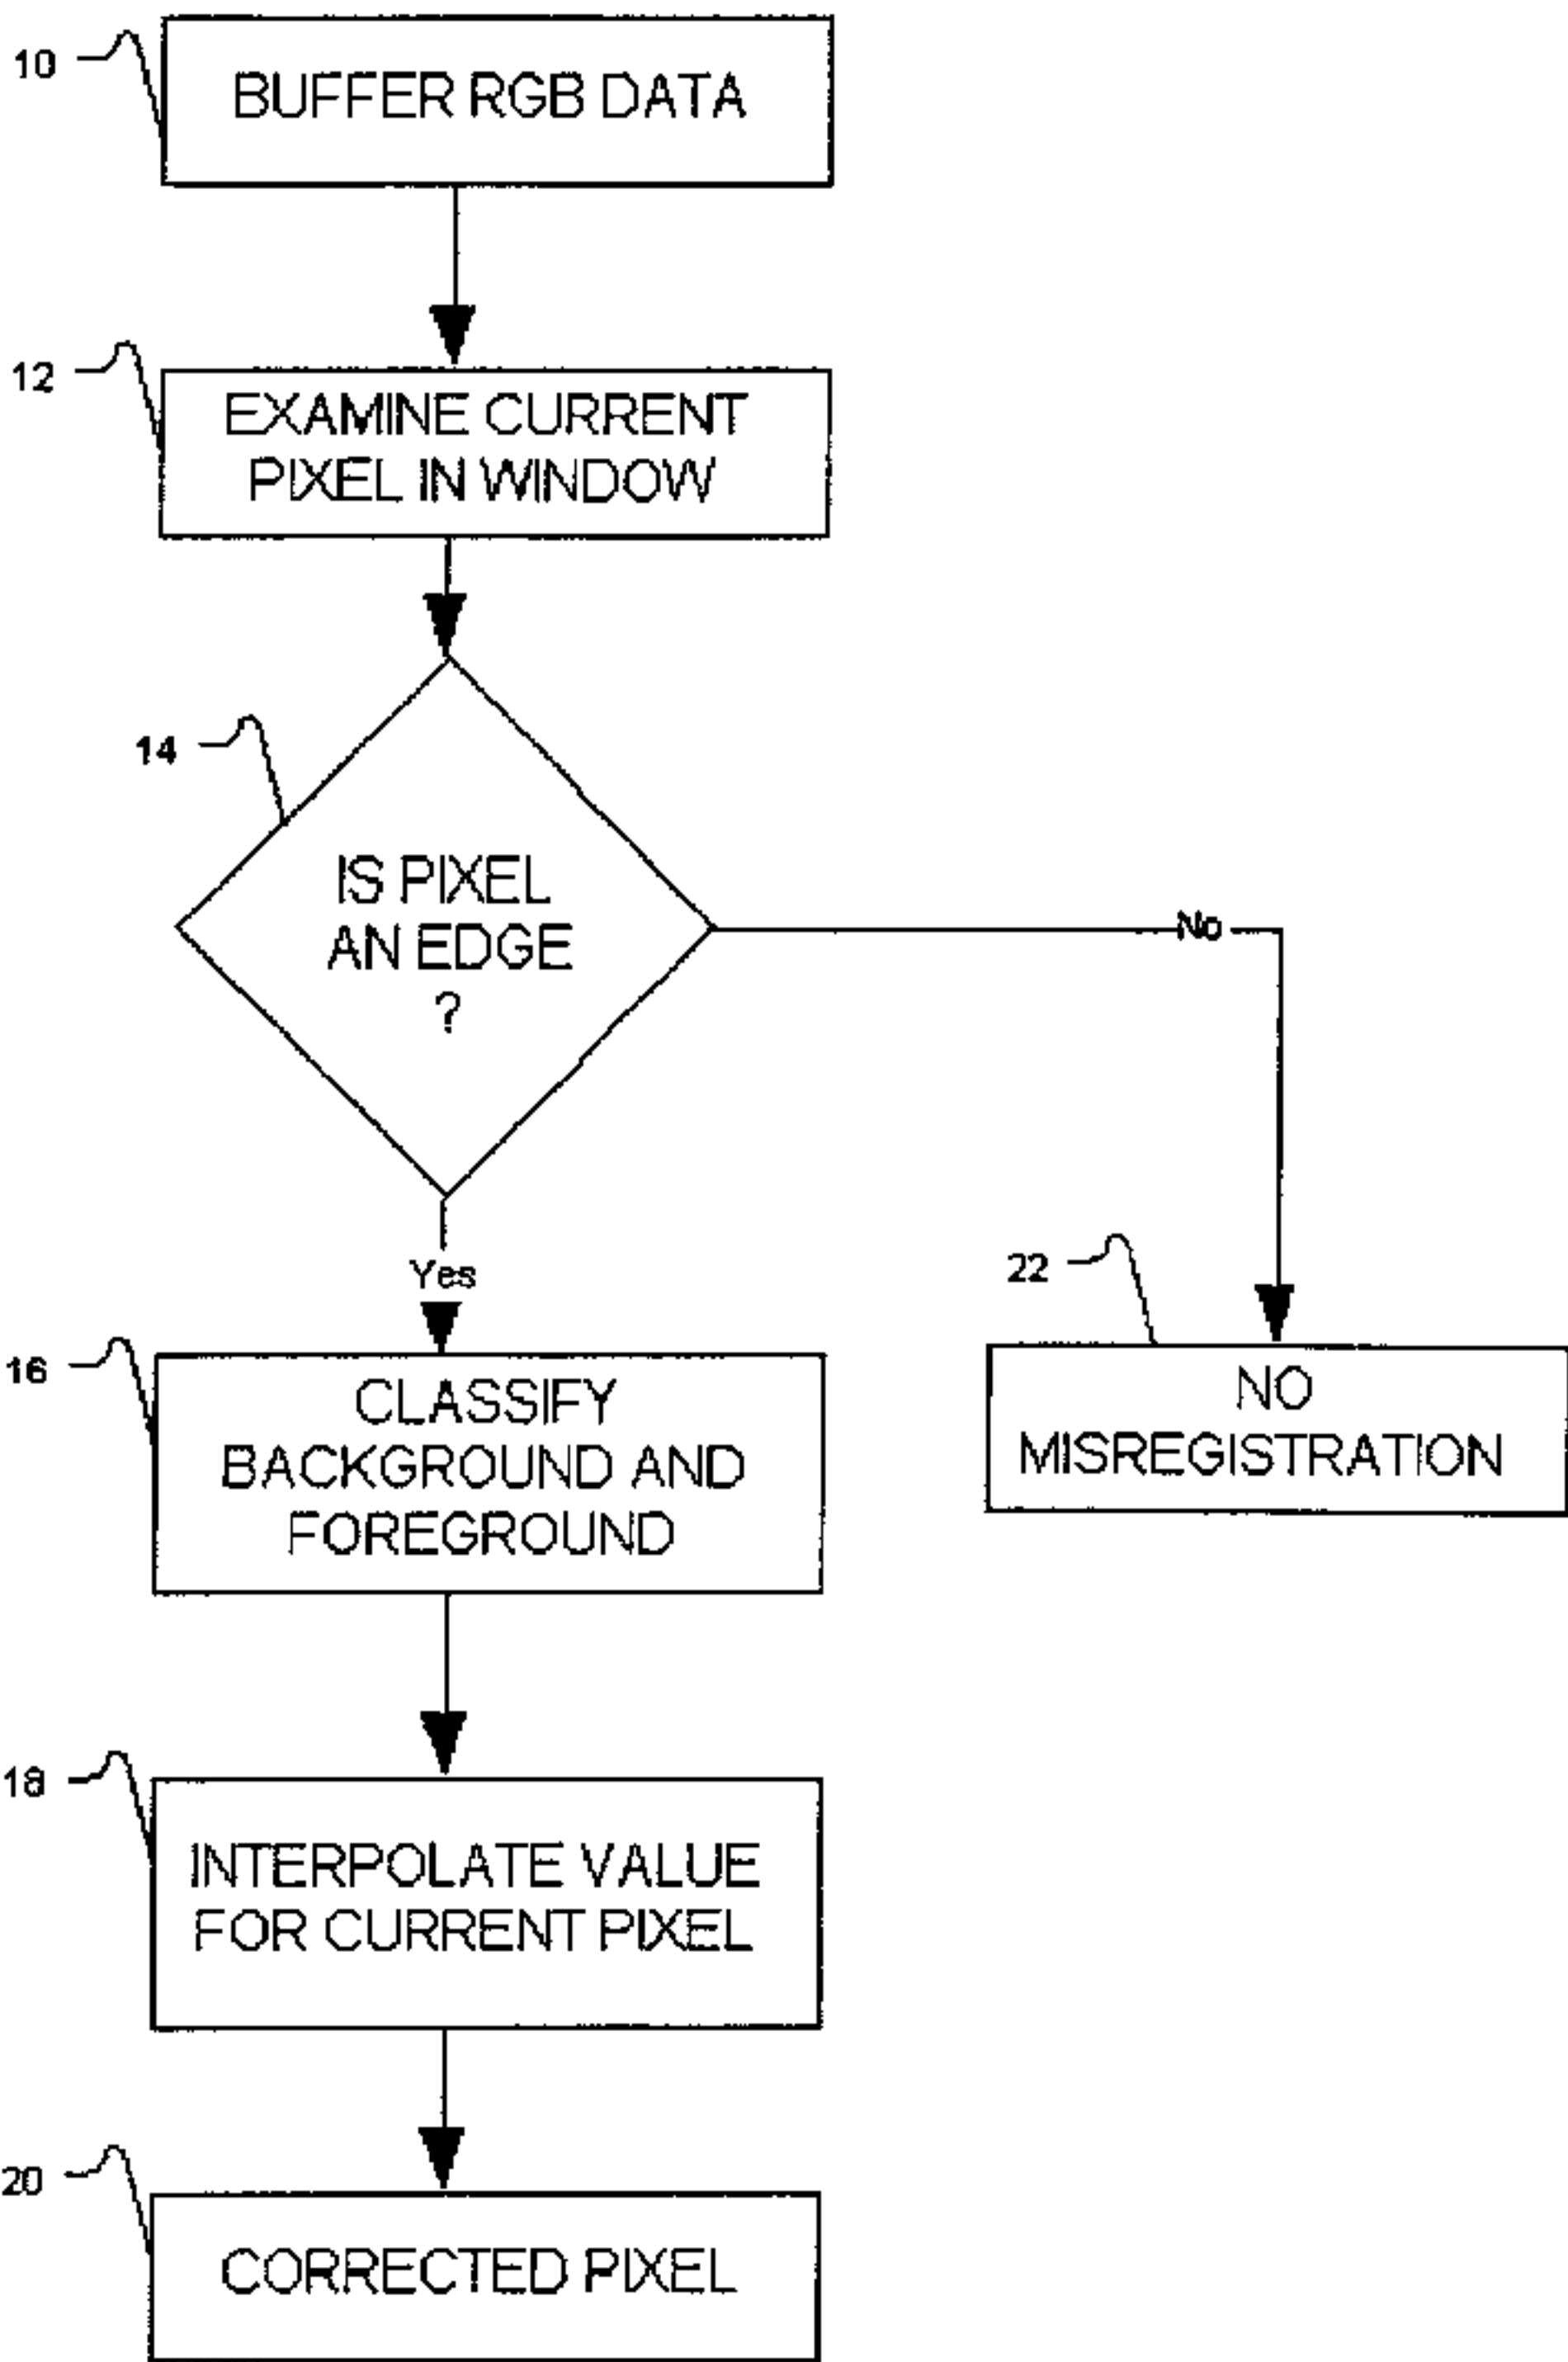 10
BUFFER RGB DATA
12
EXAMINE CURRENT
PIXEL IN WINDOW
14
IS PIXEL
AN EDGE
?
No
Yes
22
NO
MISREGISTRATION
16
CLASSIFY
BACKGROUND AND
FOREGROUND
18
INTERPOLATE VALUE
FOR CURRENT PIXEL
20
CORRECTED PIXEL